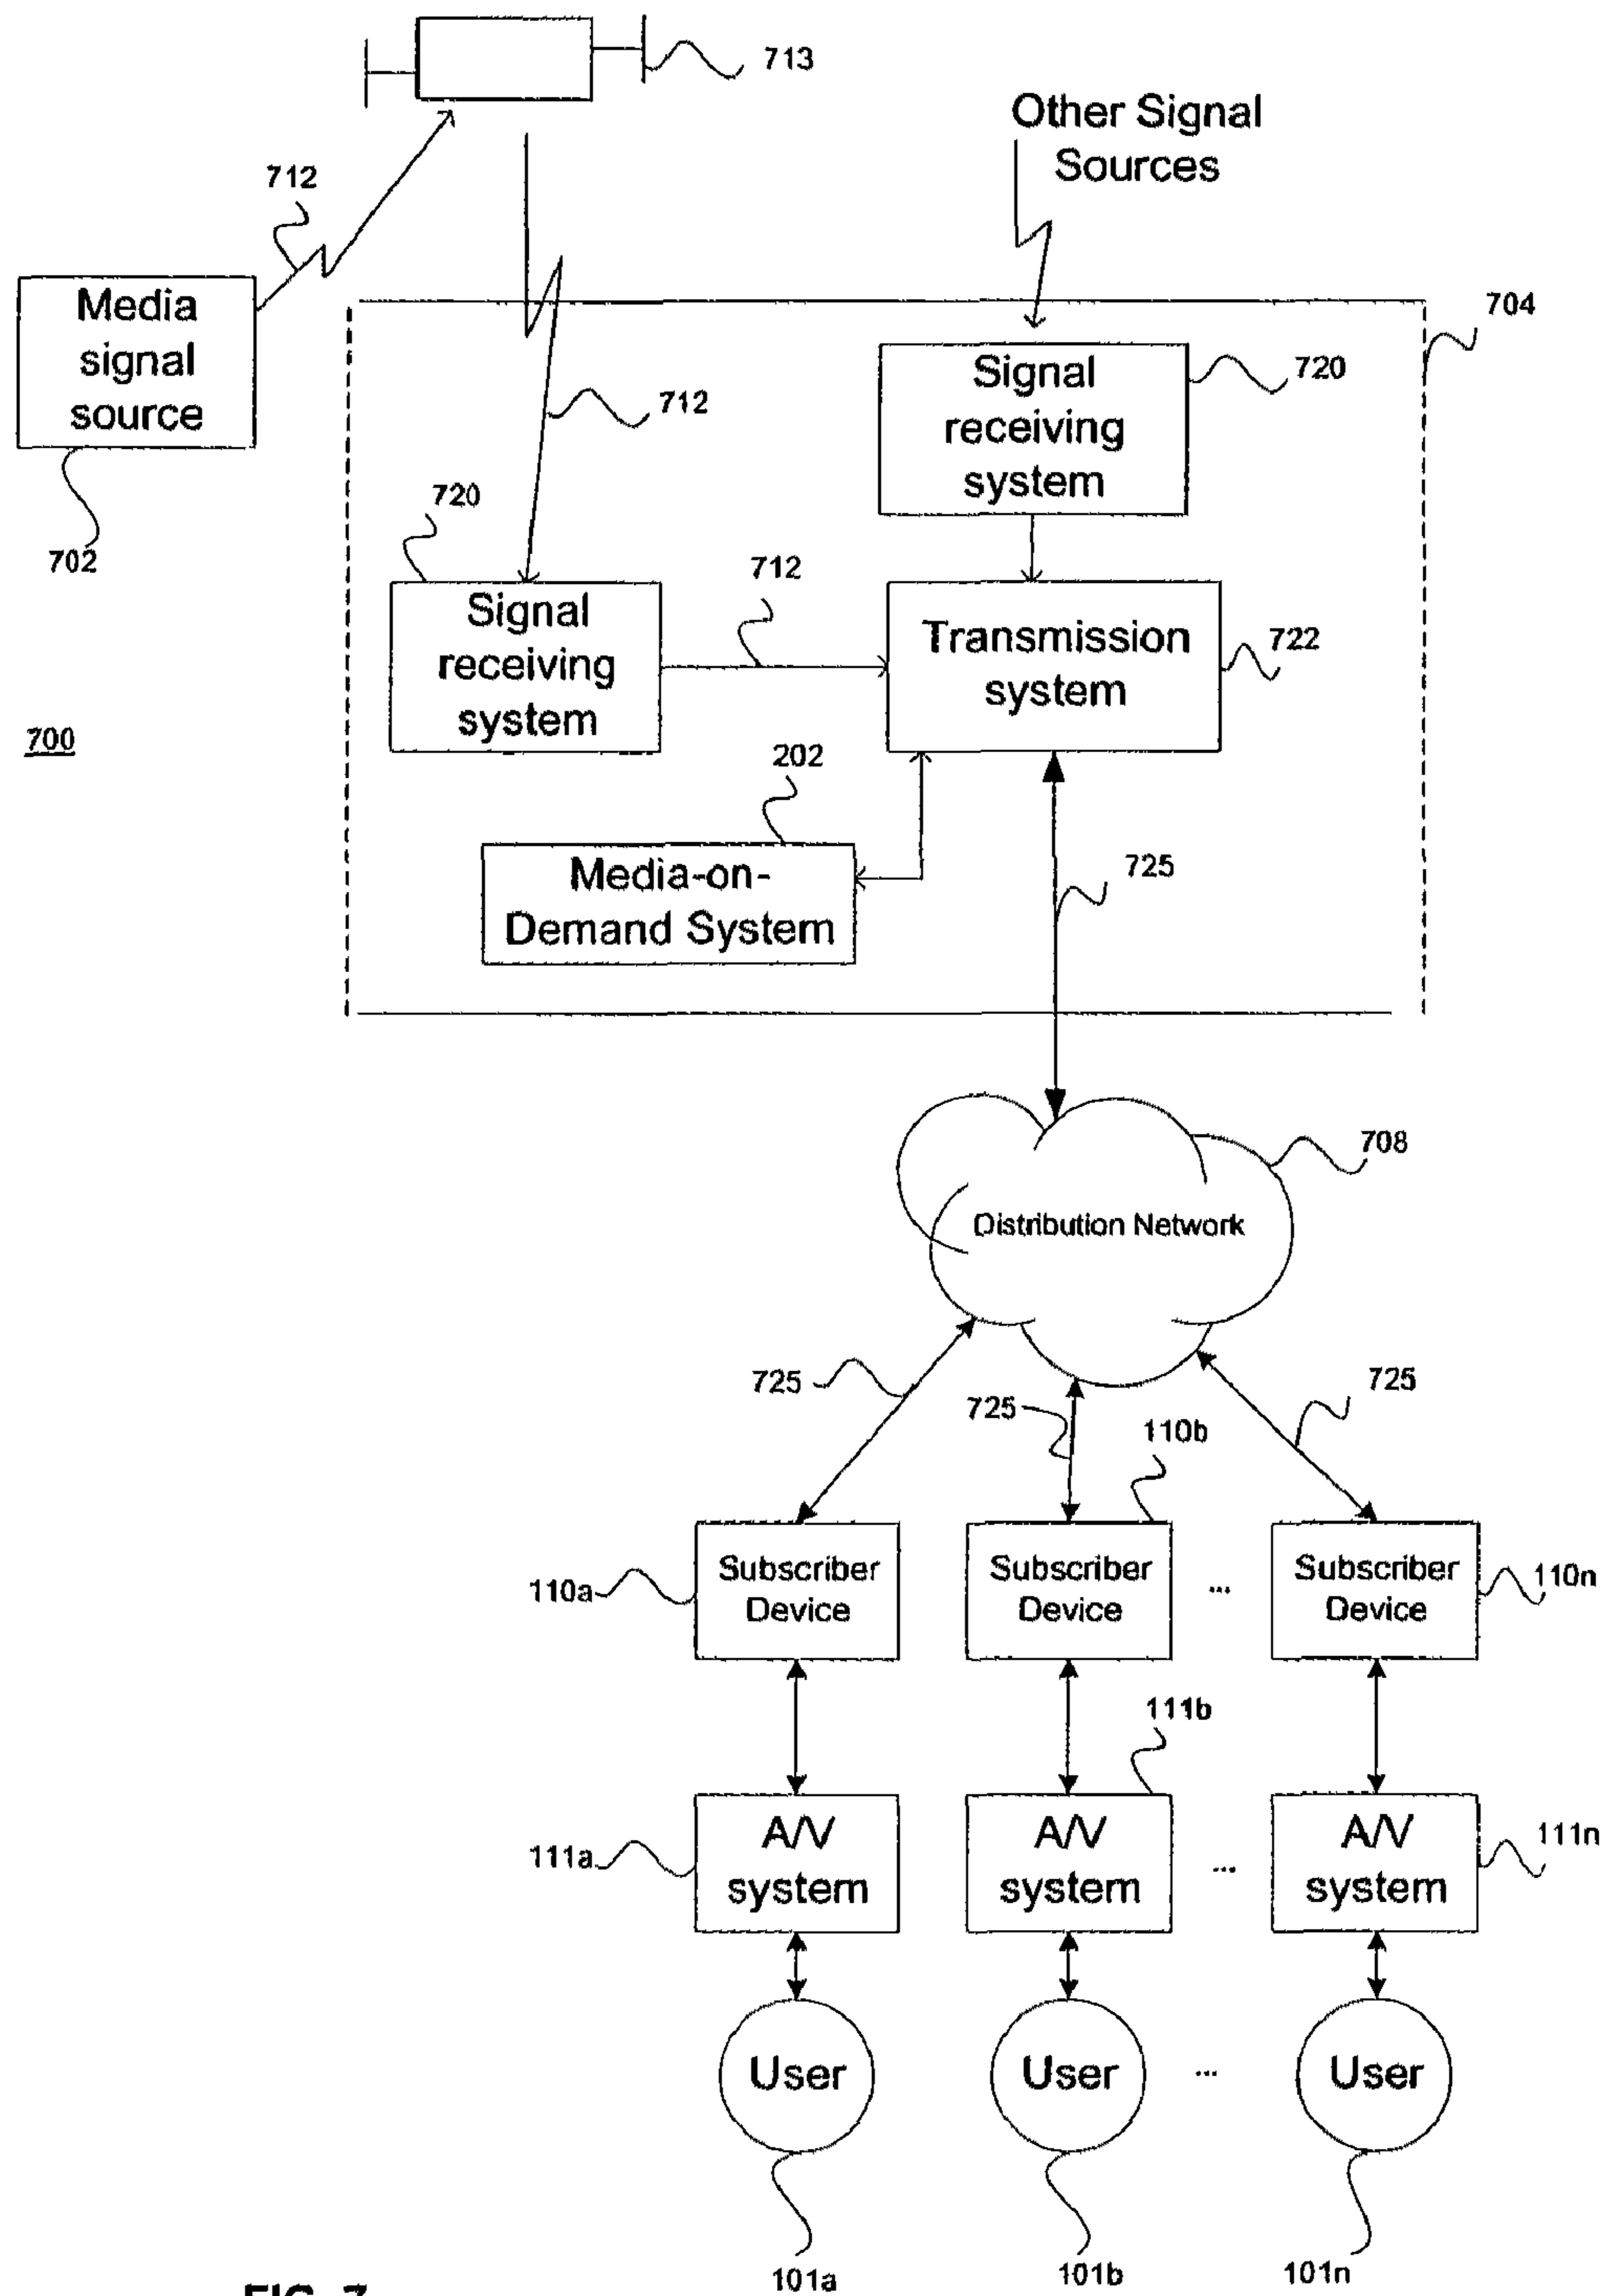 713
Other Signal
Sources
712
Media
signal
source
704
Signal
receiving
system
720
712
720
702
712
Signal
receiving
system
Transmission
system
722
700
202
Media-on-
Demand System
725
708
Distribution Network
725
725
725
110b
Subscriber
Device
Subscriber
Device
...
Subscriber
Device
110a
110n
111b
A/V
system
A/V
system
...
A/V
system
111a
111n
User
User
...
User
101a
101b
101n
FIG. 7